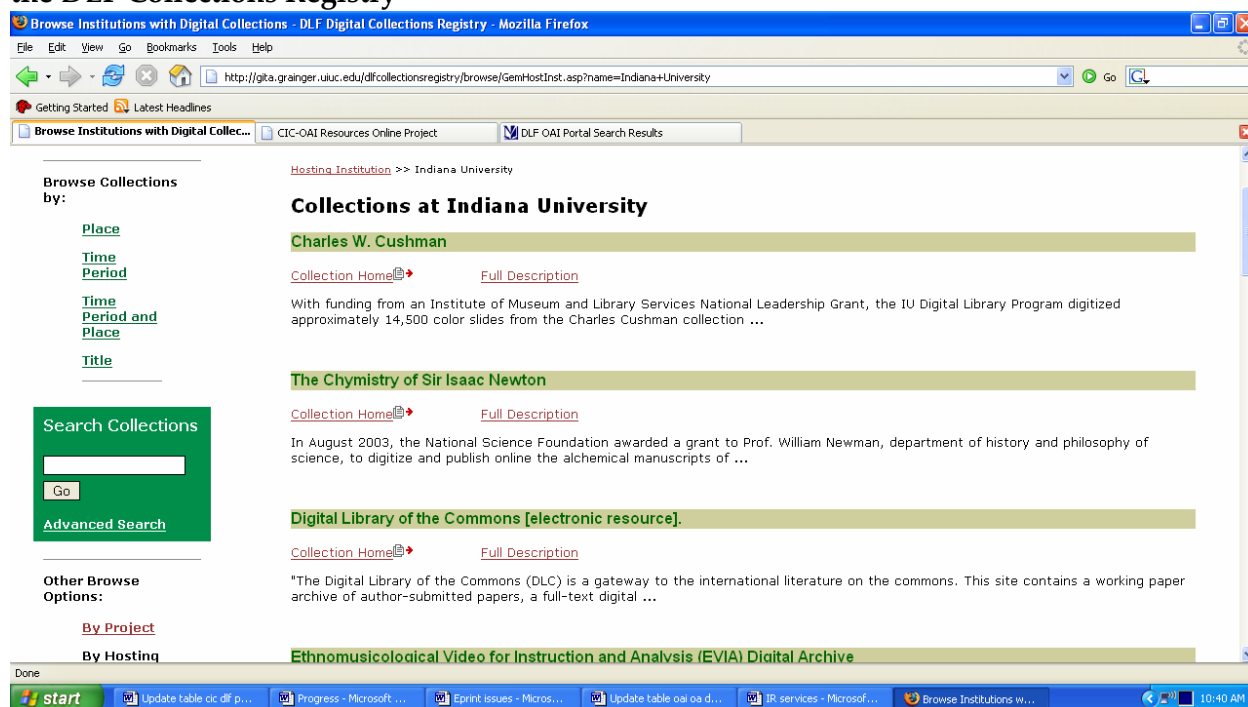 the DLF Collections Registry
Browse Institutions with Digital Collections - DLF Digital Collections Registry - Mozilla Firefox
File Edit View Go Bookmarks Tools Help
http://gita.grainger.uiuc.edu/dlfcollectionsregistry/browse/GemHostInst.asp?name=Indiana+University Go G
Getting Started Latest Headlines
Browse Institutions with Digital Collec... CIC-OAI Resources Online Project DLF OAI Portal Search Results
Browse Collections
by:
Place
Time
Period
Time
Period and
Place
Title
Search Collections
Go
Advanced Search
Other Browse
Options:
By Project
By Hosting
Hosting Institution >> Indiana University
Collections at Indiana University
Charles W. Cushman
Collection Home Full Description
With funding from an Institute of Museum and Library Services National Leadership Grant, the IU Digital Library Program digitized
approximately 14,500 color slides from the Charles Cushman collection ...
The Chymistry of Sir Isaac Newton
Collection Home Full Description
In August 2003, the National Science Foundation awarded a grant to Prof. William Newman, department of history and philosophy of
science, to digitize and publish online the alchemical manuscripts of ...
Digital Library of the Commons [electronic resource].
Collection Home Full Description
"The Digital Library of the Commons (DLC) is a gateway to the international literature on the commons. This site contains a working paper
archive of author-submitted papers, a full-text digital ...
Ethnomusicological Video for Instruction and Analysis (EVIA) Digital Archive
Done
start Update table cic dlf p... Progress - Microsoft ... Eprint issues - Micros... Update table oai oa d... IR services - Microsof... Browse Institutions w... 10:40 AM